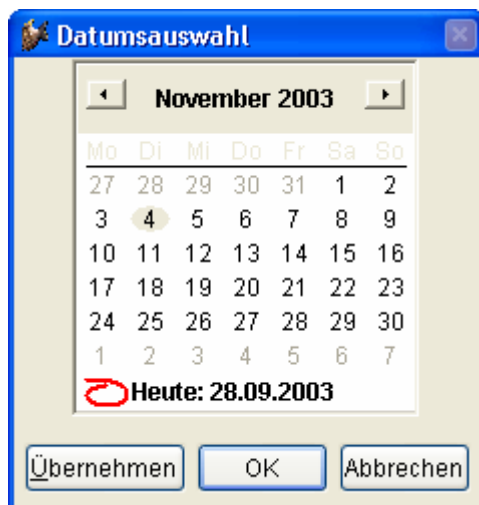 Datumsauswahl
November 2003
Mo Di Mi Do Fr Sa So
27 28 29 30 31 1 2
3 4 5 6 7 8 9
10 11 12 13 14 15 16
17 18 19 20 21 22 23
24 25 26 27 28 29 30
1 2 3 4 5 6 7
Heute: 28.09.2003
Übernehmen OK Abbrechen